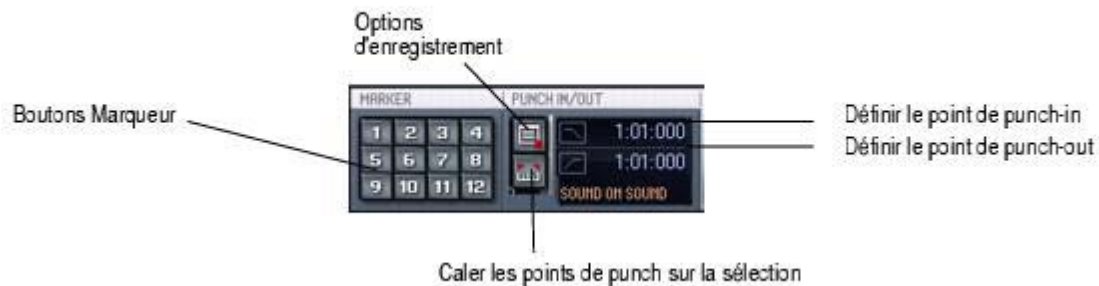 Options
d'enregistrement
MARKER
PUNCH IN/OUT
Boutons Marqueur
1 2 3 4
5 6 7 8
9 10 11 12
1:01:000
1:01:000
SOUND ON SOUND
Définir le point de punch-in
Définir le point de punch-out
Caler les points de punch sur la sélection